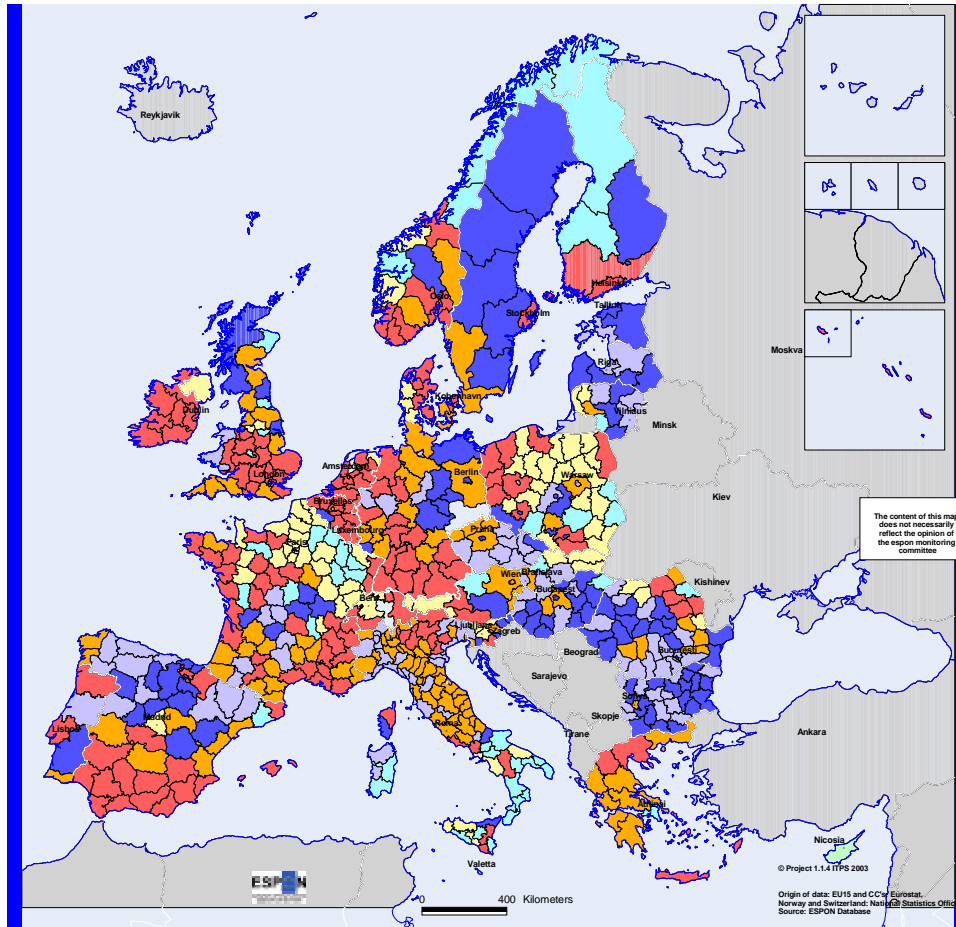 Reykjavik
Helsinki
Oslo
Tallinn
Stockholm
Moskva
Riga
København
Dublin
Vilnius
Minsk
Amsterdam
Berlin
London
Warsaw
Kiev
Bruxelles
The content of this map
does not necessarily
reflect the opinion of
the espon monitoring
committee
Luxembourg
Praha
Paris
Wien
Bratislava
Kishinev
Budapest
Bern
Ljubljana
Zagreb
Beograd
Bucuresti
Sarajevo
Sofiya
Madrid
Skopje
Roma
Lisboa
Tirane
Ankara
Athinai
Nicosia
Valetta
© Project 1.1.4 ITPS 2003
ESPON
0 400 Kilometers
Origin of data: EU15 and CC's: Eurostat,
Norway and Switzerland: National Statistics Offic
Source: ESPON Database